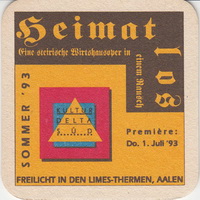 Heimat
los
Eine steirische Wirtshausoper in
einem Rausch
SOMMER '93
KULTUR
DELTA
S.Ü.D
Première:
Do. 1. Juli '93
FREILICHT IN DEN LIMES-THERMEN, AALEN